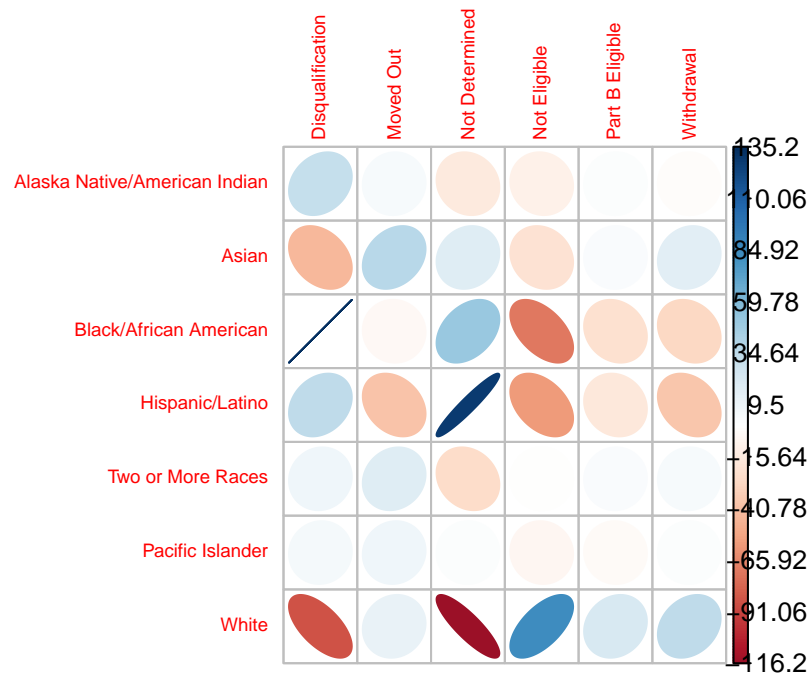 Disqualification
Moved Out
Not Determined
Not Eligible
Part B Eligible
Withdrawal
Alaska Native/American Indian
Asian
Black/African American
Hispanic/Latino
Two or More Races
Pacific Islander
White
135.2
110.06
84.92
59.78
34.64
9.5
-15.64
-40.78
-65.92
-91.06
-116.2